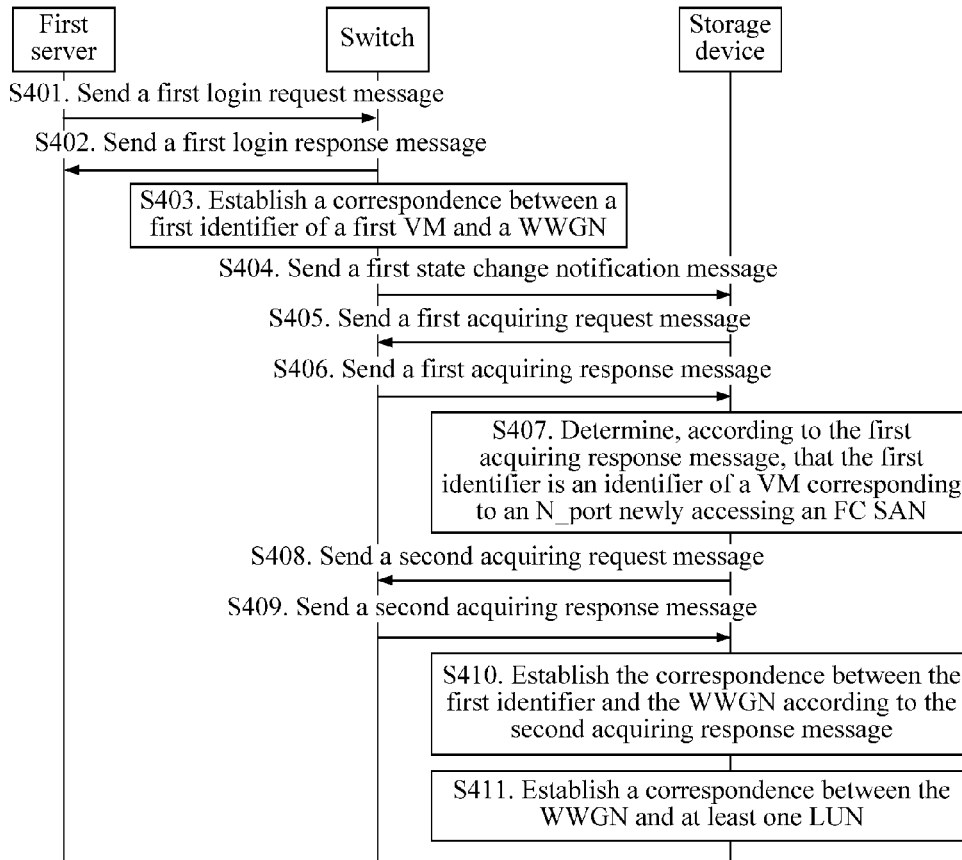 First
server
Switch
Storage
device
S401. Send a first login request message
S402. Send a first login response message
S403. Establish a correspondence between a
first identifier of a first VM and a WWGN
S404. Send a first state change notification message
S405. Send a first acquiring request message
S406. Send a first acquiring response message
S407. Determine, according to the first
acquiring response message, that the first
identifier is an identifier of a VM corresponding
to an N_port newly accessing an FC SAN
S408. Send a second acquiring request message
S409. Send a second acquiring response message
S410. Establish the correspondence between the
first identifier and the WWGN according to the
second acquiring response message
S411. Establish a correspondence between the
WWGN and at least one LUN